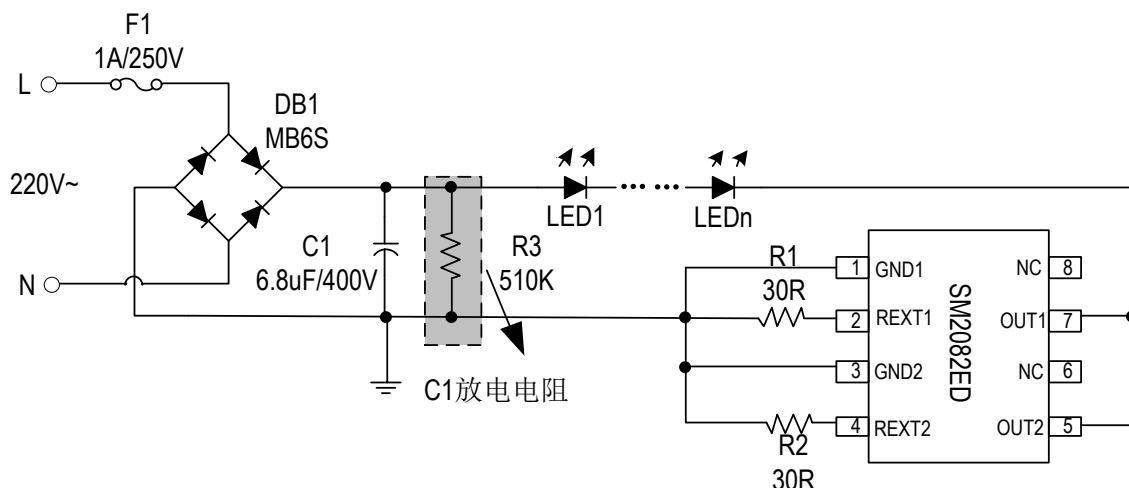 F1
1A/250V
L
DB1
MB6S
220V~
LED1
LEDn
C1
6.8uF/400V
R3
510K
N
C1放电电阻
R1
30R
R2
30R
1
GND1
2
REXT1
3
GND2
4
REXT2
SM2082ED
NC
8
OUT1
7
NC
6
OUT2
5